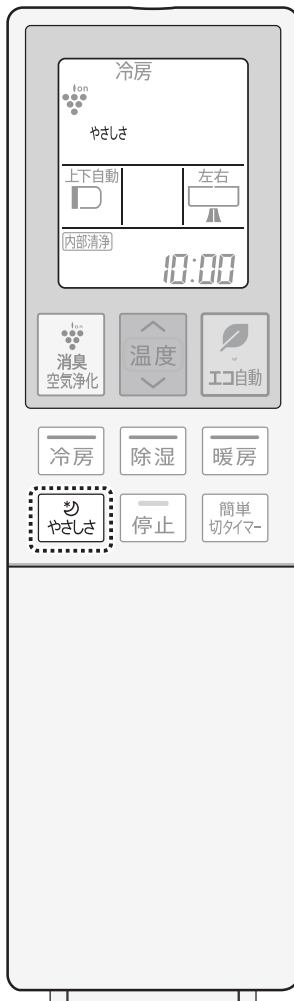 冷房
ion
やさしさ
上下自動
左右
内部清浄
10:00
ion
消臭
空気浄化
温度
エコ自動
冷房
除湿
暖房
やさしさ
停止
簡単
切タイマー